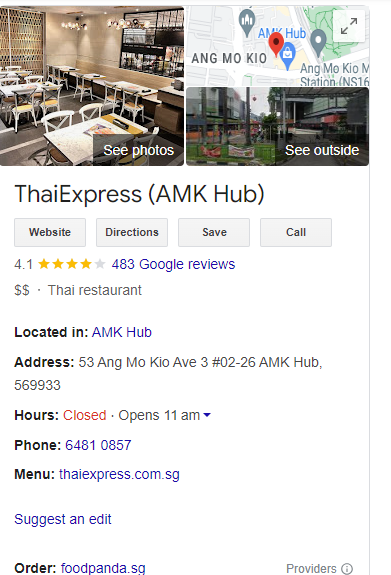 AMK Hub
ANG MO KIO
Ang Mo Kio M
Station (NS16
See photos
See outside
ThaiExpress (AMK Hub)
Website
Directions
Save
Call
4.1 ★★★★★ 483 Google reviews
$$ · Thai restaurant
Located in: AMK Hub
Address: 53 Ang Mo Kio Ave 3 #02-26 AMK Hub,
569933
Hours: Closed · Opens 11 am
Phone: 6481 0857
Menu: thaiexpress.com.sg
Suggest an edit
Order: foodpanda.sg
Providers